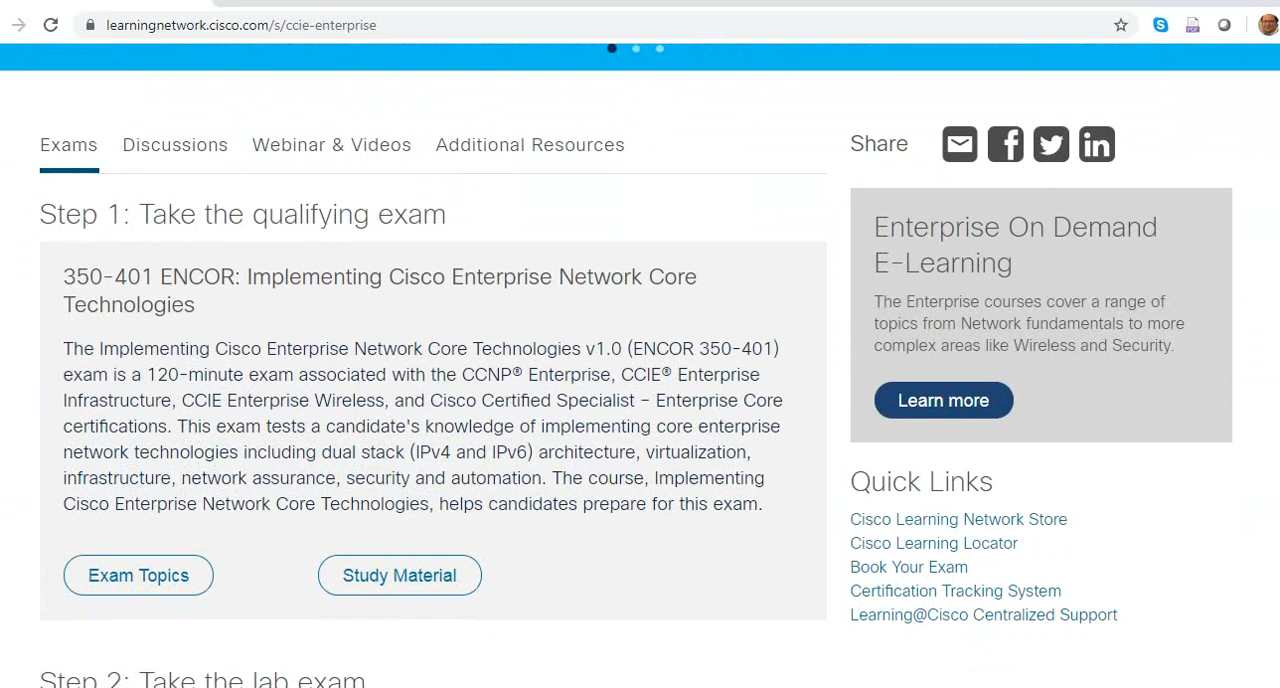 learningnetwork.cisco.com/s/ccie-enterprise
Exams Discussions Webinar & Videos Additional Resources
Step 1: Take the qualifying exam
350-401 ENCOR: Implementing Cisco Enterprise Network Core
Technologies
The Implementing Cisco Enterprise Network Core Technologies v1.0 (ENCOR 350-401)
exam is a 120-minute exam associated with the CCNP® Enterprise, CCIE® Enterprise
Infrastructure, CCIE Enterprise Wireless, and Cisco Certified Specialist - Enterprise Core
certifications. This exam tests a candidate's knowledge of implementing core enterprise
network technologies including dual stack (IPv4 and IPv6) architecture, virtualization,
infrastructure, network assurance, security and automation. The course, Implementing
Cisco Enterprise Network Core Technologies, helps candidates prepare for this exam.
Exam Topics Study Material
Step 2: Take the lab exam
Share
Enterprise On Demand
E-Learning
The Enterprise courses cover a range of
topics from Network fundamentals to more
complex areas like Wireless and Security.
Learn more
Quick Links
Cisco Learning Network Store
Cisco Learning Locator
Book Your Exam
Certification Tracking System
Learning@Cisco Centralized Support